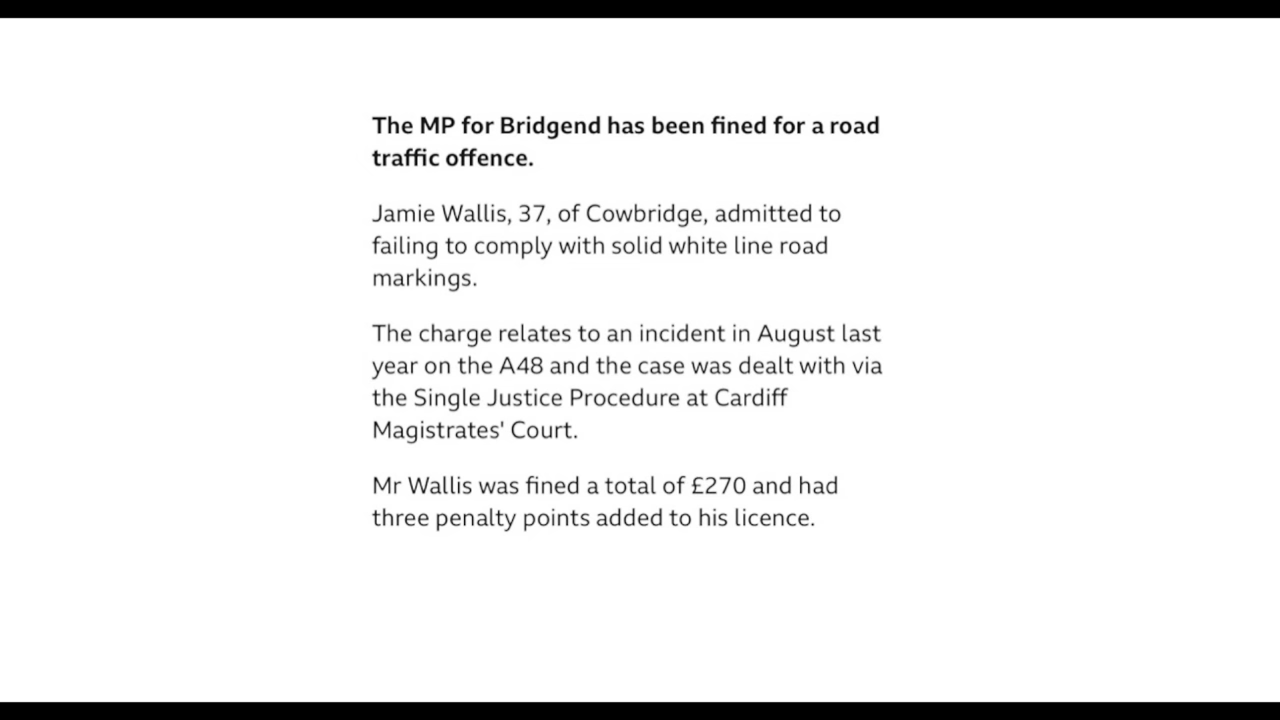 The MP for Bridgend has been fined for a road
traffic offence.
Jamie Wallis, 37, of Cowbridge, admitted to
failing to comply with solid white line road
markings.
The charge relates to an incident in August last
year on the A48 and the case was dealt with via
the Single Justice Procedure at Cardiff
Magistrates' Court.
Mr Wallis was fined a total of £270 and had
three penalty points added to his licence.